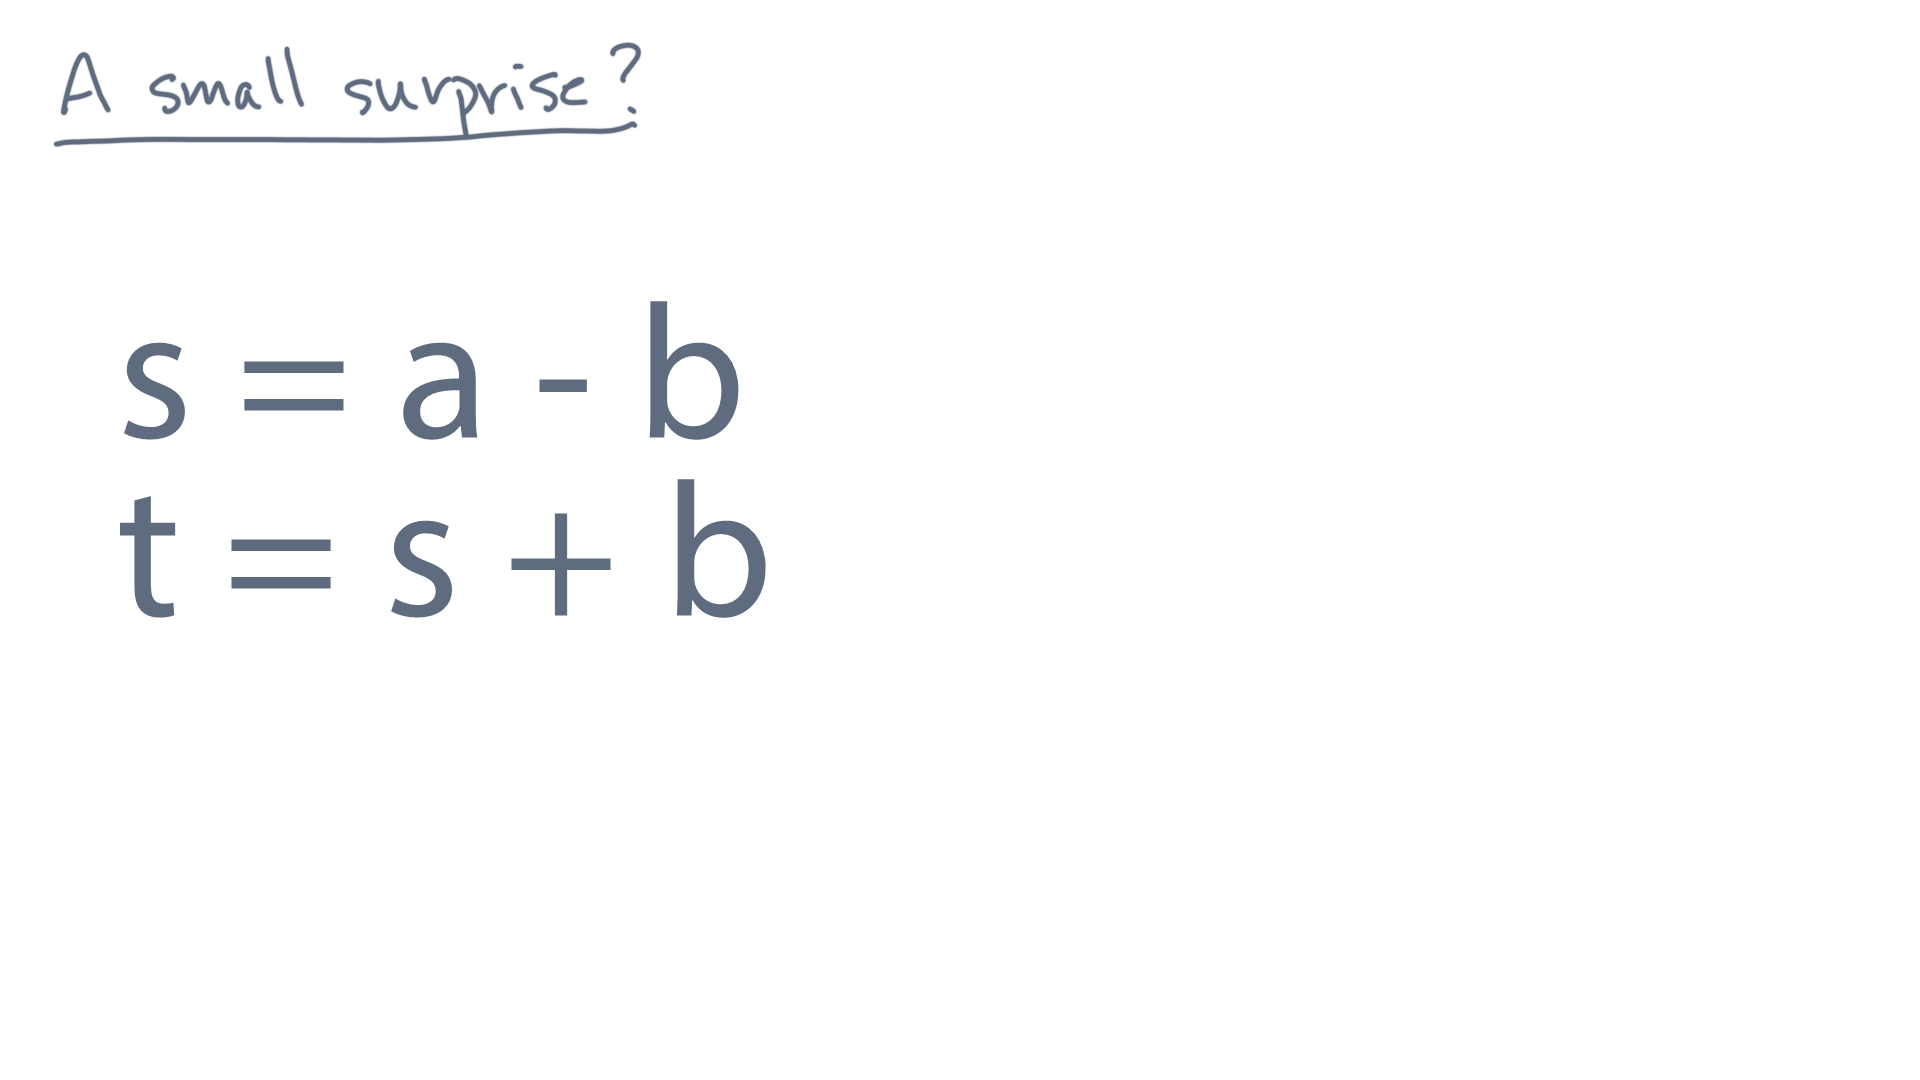 A small surprise?
s = a - b
t = s + b